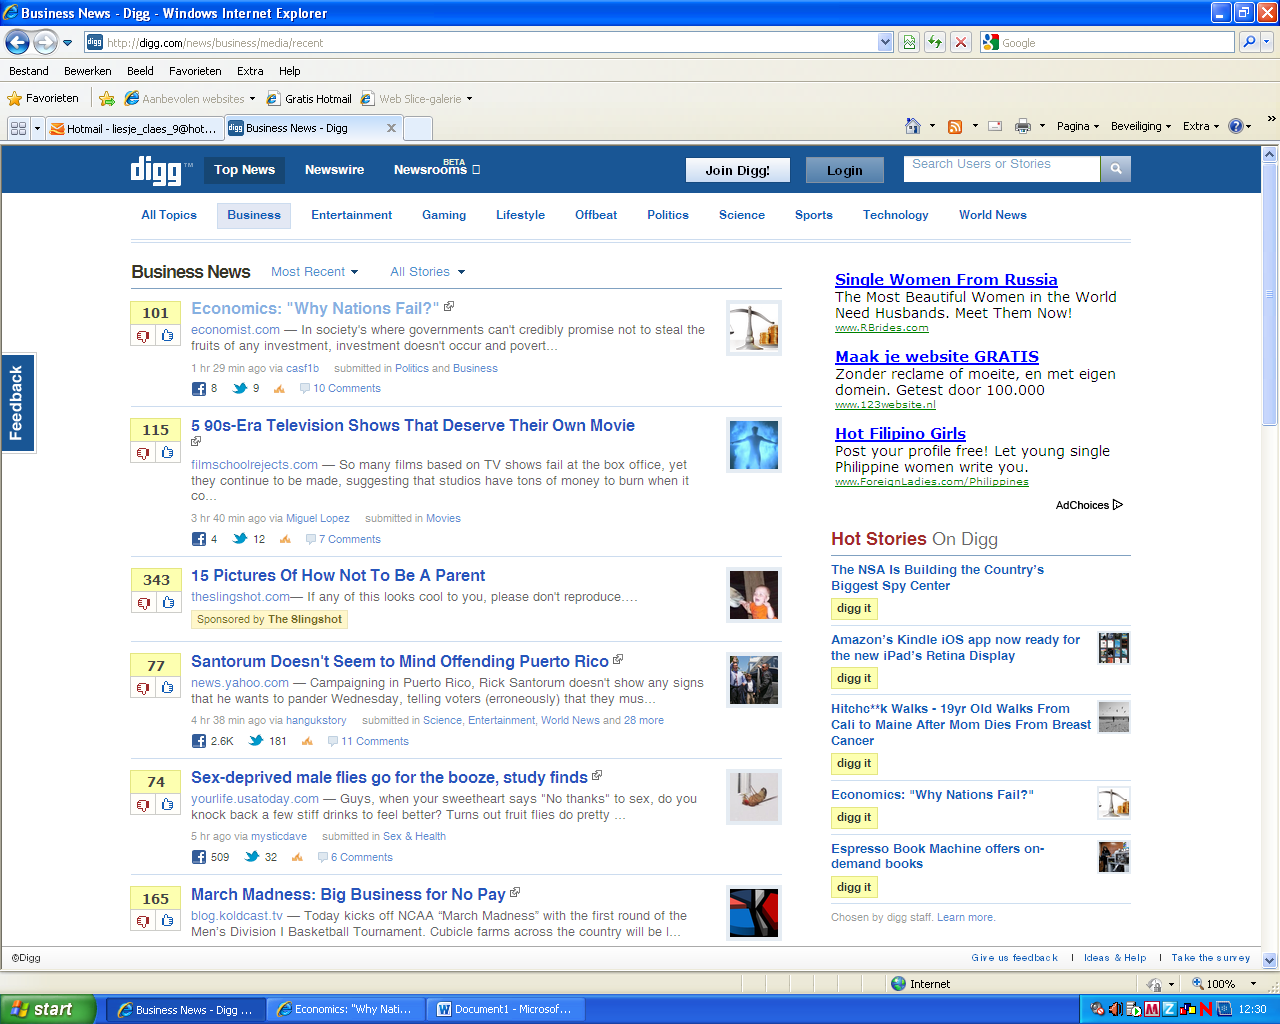 Business News - Digg - Windows Internet Explorer
digg http://digg.com/news/business/media/recent
Google
Bestand Bewerken Beeld Favorieten Extra Help
Favorieten Aanbevolen websites Gratis Hotmail Web Slice-galerie
Hotmail - liesje_claes_9@hot... digg Business News - Digg Pagina Beveiliging Extra
digg™ Top News Newswire Newsrooms BETA Join Digg! Login Search Users or Stories
All Topics Business Entertainment Gaming Lifestyle Offbeat Politics Science Sports Technology World News
Business News Most Recent All Stories
101
Economics: "Why Nations Fail?"
economist.com — In society's where governments can't credibly promise not to steal the
fruits of any investment, investment doesn't occur and povert...
1 hr 29 min ago via casf1b submitted in Politics and Business
8 9 10 Comments
115
5 90s-Era Television Shows That Deserve Their Own Movie
filmschoolrejects.com — So many films based on TV shows fail at the box office, yet
they continue to be made, suggesting that studios have tons of money to burn when it
co...
3 hr 40 min ago via Miguel Lopez submitted in Movies
4 12 7 Comments
343
15 Pictures Of How Not To Be A Parent
theslingshot.com— If any of this looks cool to you, please don't reproduce....
Sponsored by The Slingshot
77
Santorum Doesn't Seem to Mind Offending Puerto Rico
news.yahoo.com — Campaigning in Puerto Rico, Rick Santorum doesn't show any signs
that he wants to pander Wednesday, telling voters (erroneously) that they mus...
4 hr 38 min ago via hangukstory submitted in Science, Entertainment, World News and 28 more
2.6K 181 11 Comments
74
Sex-deprived male flies go for the booze, study finds
yourlife.usatoday.com — Guys, when your sweetheart says "No thanks" to sex, do you
knock back a few stiff drinks to feel better? Turns out fruit flies do pretty ...
5 hr ago via mysticdave submitted in Sex & Health
509 32 6 Comments
165
March Madness: Big Business for No Pay
blog.koldcast.tv — Today kicks off NCAA “March Madness” with the first round of the
Men’s Division I Basketball Tournament. Cubicle farms across the country will be l...
Feedback
Single Women From Russia
The Most Beautiful Women in the World
Need Husbands. Meet Them Now!
www.RBrides.com
Maak je website GRATIS
Zonder reclame of moeite, en met eigen
domein. Getest door 100.000
www.123website.nl
Hot Filipino Girls
Post your profile free! Let young single
Philippine women write you.
www.ForeignLadies.com/Philippines
AdChoices
Hot Stories On Digg
The NSA Is Building the Country’s
Biggest Spy Center
digg it
Amazon’s Kindle iOS app now ready for
the new iPad’s Retina Display
digg it
Hitchc**k Walks - 19yr Old Walks From
Cali to Maine After Mom Dies From Breast
Cancer
digg it
Economics: "Why Nations Fail?"
digg it
Espresso Book Machine offers on-
demand books
digg it
Chosen by digg staff. Learn more.
©Digg Give us feedback | Ideas & Help | Take the survey
Internet 100%
start Business News - Digg ... Economics: "Why Nati... Document1 - Microsof... 12:30